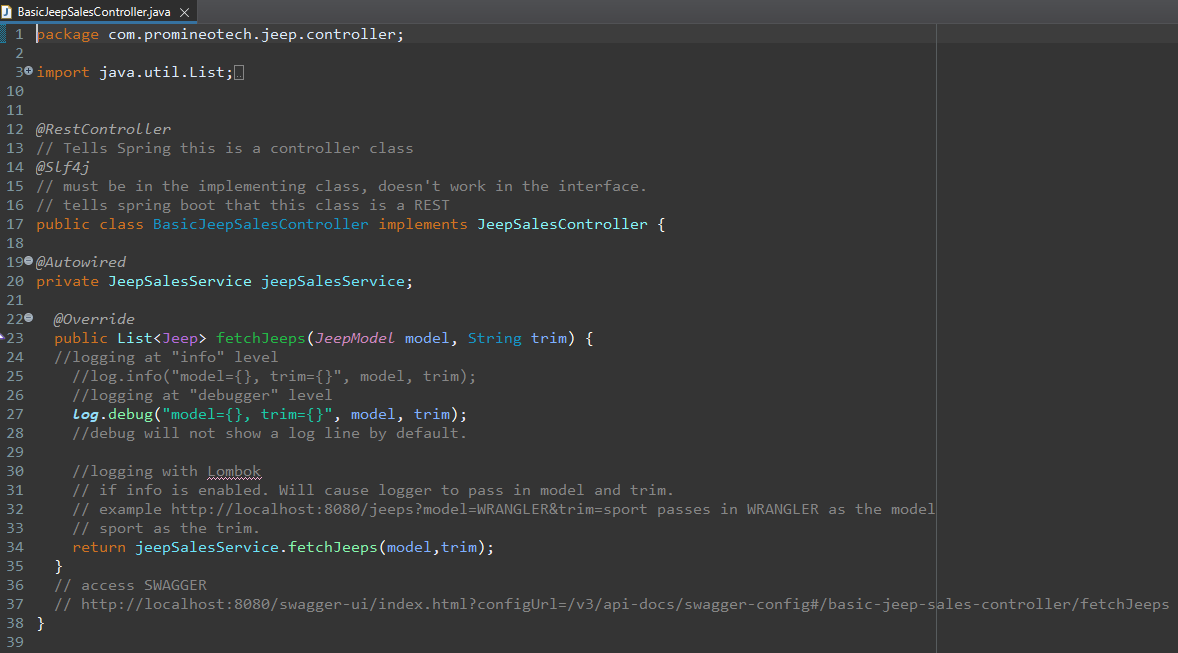 BasicJeepSalesController.java
1 package com.promineotech.jeep.controller;
2
3 import java.util.List;
10
11
12 @RestController
13 // Tells Spring this is a controller class
14 @Slf4j
15 // must be in the implementing class, doesn't work in the interface.
16 // tells spring boot that this class is a REST
17 public class BasicJeepSalesController implements JeepSalesController {
18
19 @Autowired
20 private JeepSalesService jeepSalesService;
21
22 @Override
23 public List<Jeep> fetchJeeps(JeepModel model, String trim) {
24 //logging at "info" level
25 //log.info("model={}, trim={}", model, trim);
26 //logging at "debugger" level
27 log.debug("model={}, trim={}", model, trim);
28 //debug will not show a log line by default.
29
30 //logging with Lombok
31 // if info is enabled. Will cause logger to pass in model and trim.
32 // example http://localhost:8080/jeeps?model=WRANGLER&trim=sport passes in WRANGLER as the model
33 // sport as the trim.
34 return jeepSalesService.fetchJeeps(model,trim);
35 }
36 // access SWAGGER
37 // http://localhost:8080/swagger-ui/index.html?configUrl=/v3/api-docs/swagger-config#/basic-jeep-sales-controller/fetchJeeps
38 }
39